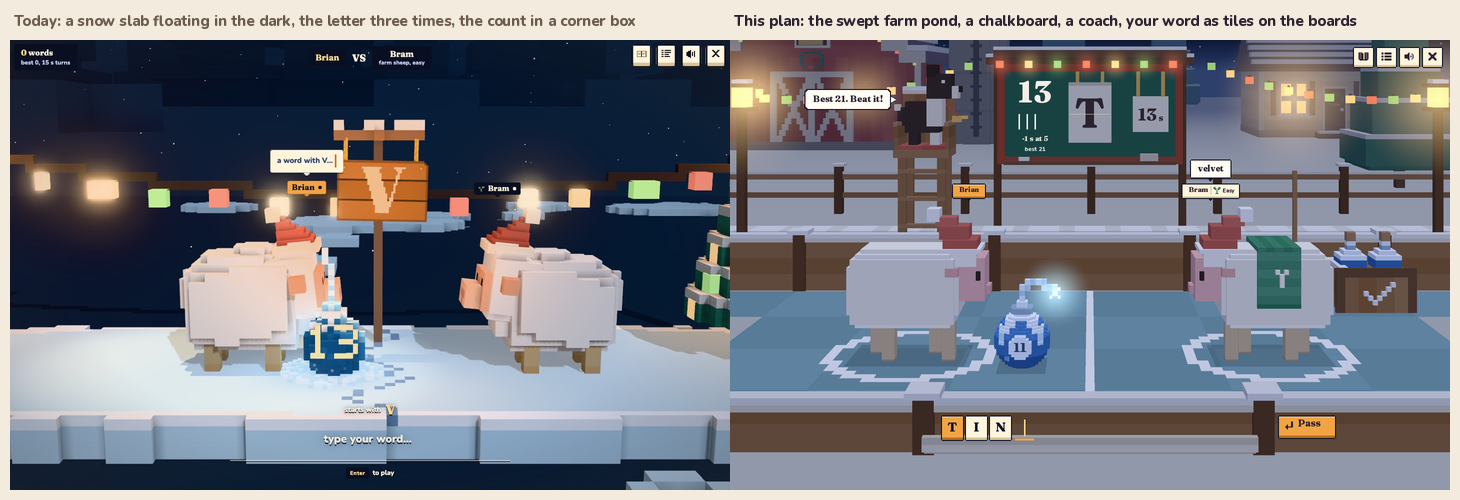 Today: a snow slab floating in the dark, the letter three times, the count in a corner box
0 words
best 0, 15 s turns
Brian VS Bram
farm sheep, easy
a word with V...
Brian
Bram
V
13
starts with V
type your word...
Enter to play
This plan: the swept farm pond, a chalkboard, a coach, your word as tiles on the boards
Best 21. Beat it!
13
T
13s
-1 s at 5
best 21
velvet
Brian
Bram Easy
Y
11
T I N
Pass